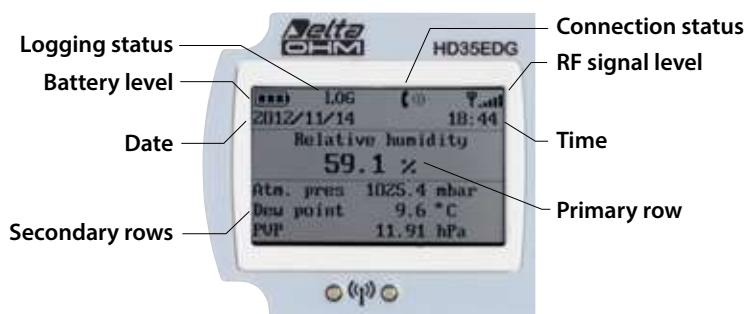 Delta
OHM
HD35EDG
Logging status
Connection status
Battery level
RF signal level
LOG
2012/11/14 18:44
Date
Time
Relative humidity
59.1 %
Primary row
Atm. pres 1025.4 mbar
Dew point 9.6 °C
PVP 11.91 hPa
Secondary rows